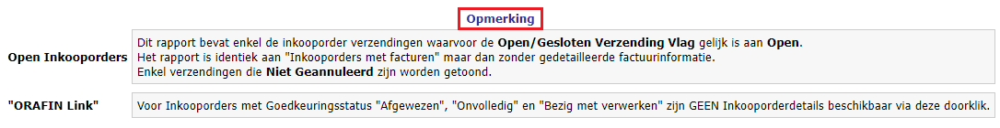 Opmerking
Open Inkooporders
Dit rapport bevat enkel de inkooporder verzendingen waarvoor de Open/Gesloten Verzending Vlag gelijk is aan Open.
Het rapport is identiek aan "Inkooporders met facturen" maar dan zonder gedetailleerde factuurinformatie.
Enkel verzendingen die Niet Geannuleerd zijn worden getoond.
"ORAFIN Link"
Voor Inkooporders met Goedkeuringsstatus "Afgewezen", "Onvolledig" en "Bezig met verwerken" zijn GEEN Inkooporderdetails beschikbaar via deze doorklik.